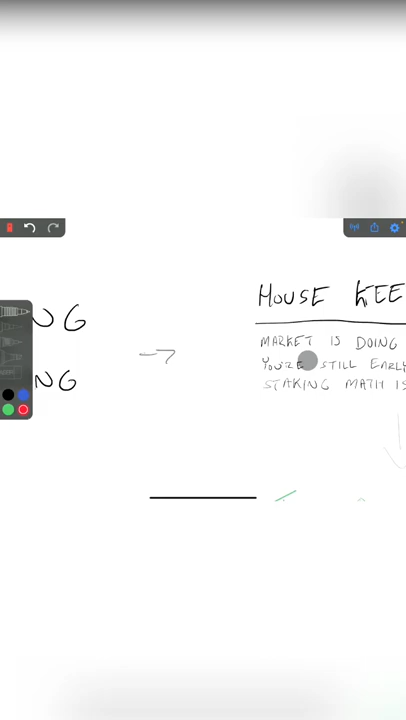 HOUSE KEE
NG
MARKET IS DOING
YOU'RE STILL EARLY
NG
STAKING MATH IS